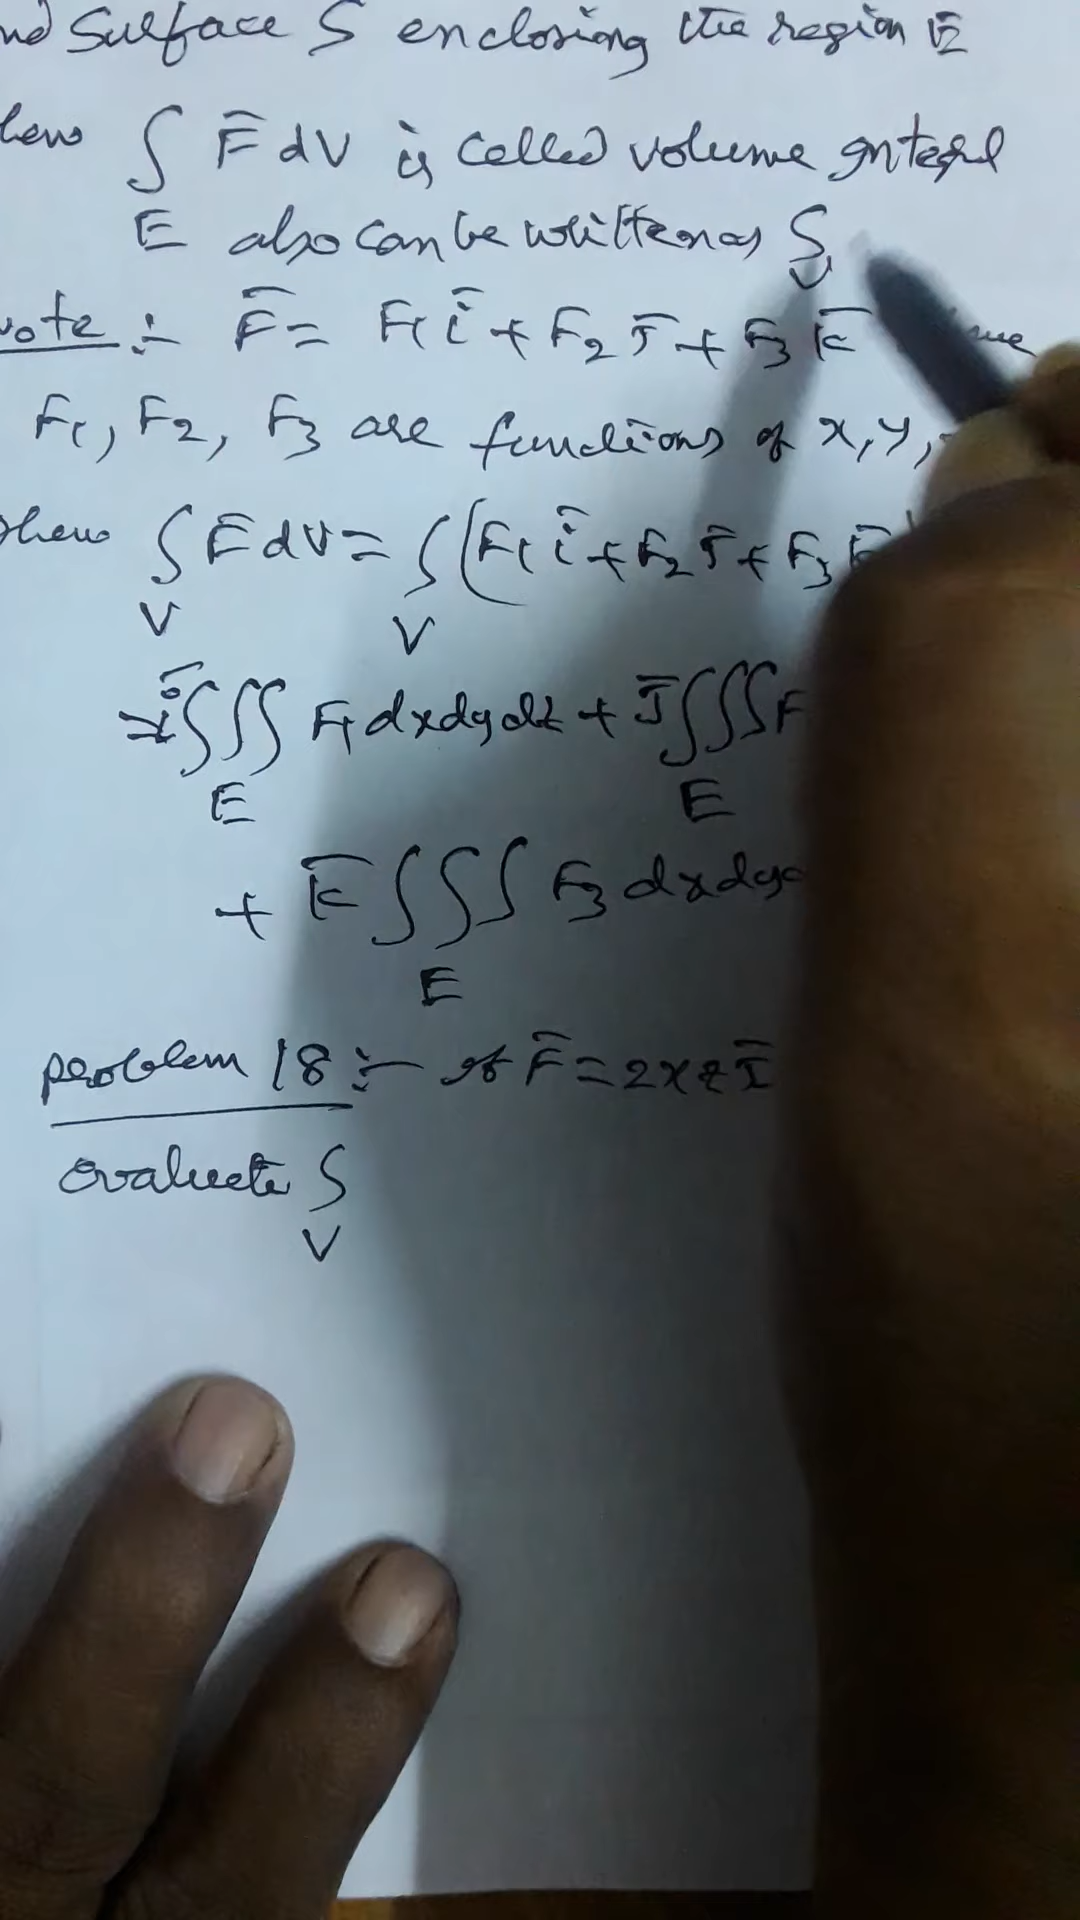 surface S enclosing the region E
∫ F̄ dV is called volume integral
E also can be written as ∫
V
Note :- F̄ = F₁ ī + F₂ J̄ + F₃ k̄
F₁, F₂, F₃ are functions of x, y,
then ∫ F̄ dV = ∫ (F₁ ī + F₂ J̄ + F₃ k̄
V V
= ī ∫∫∫ F₁ dxdydz + J̄ ∫∫∫ F
E E
+ k̄ ∫∫∫ F₃ dxdy
E
problem 18 :- If F̄ = 2xz ī
evaluate ∫
V